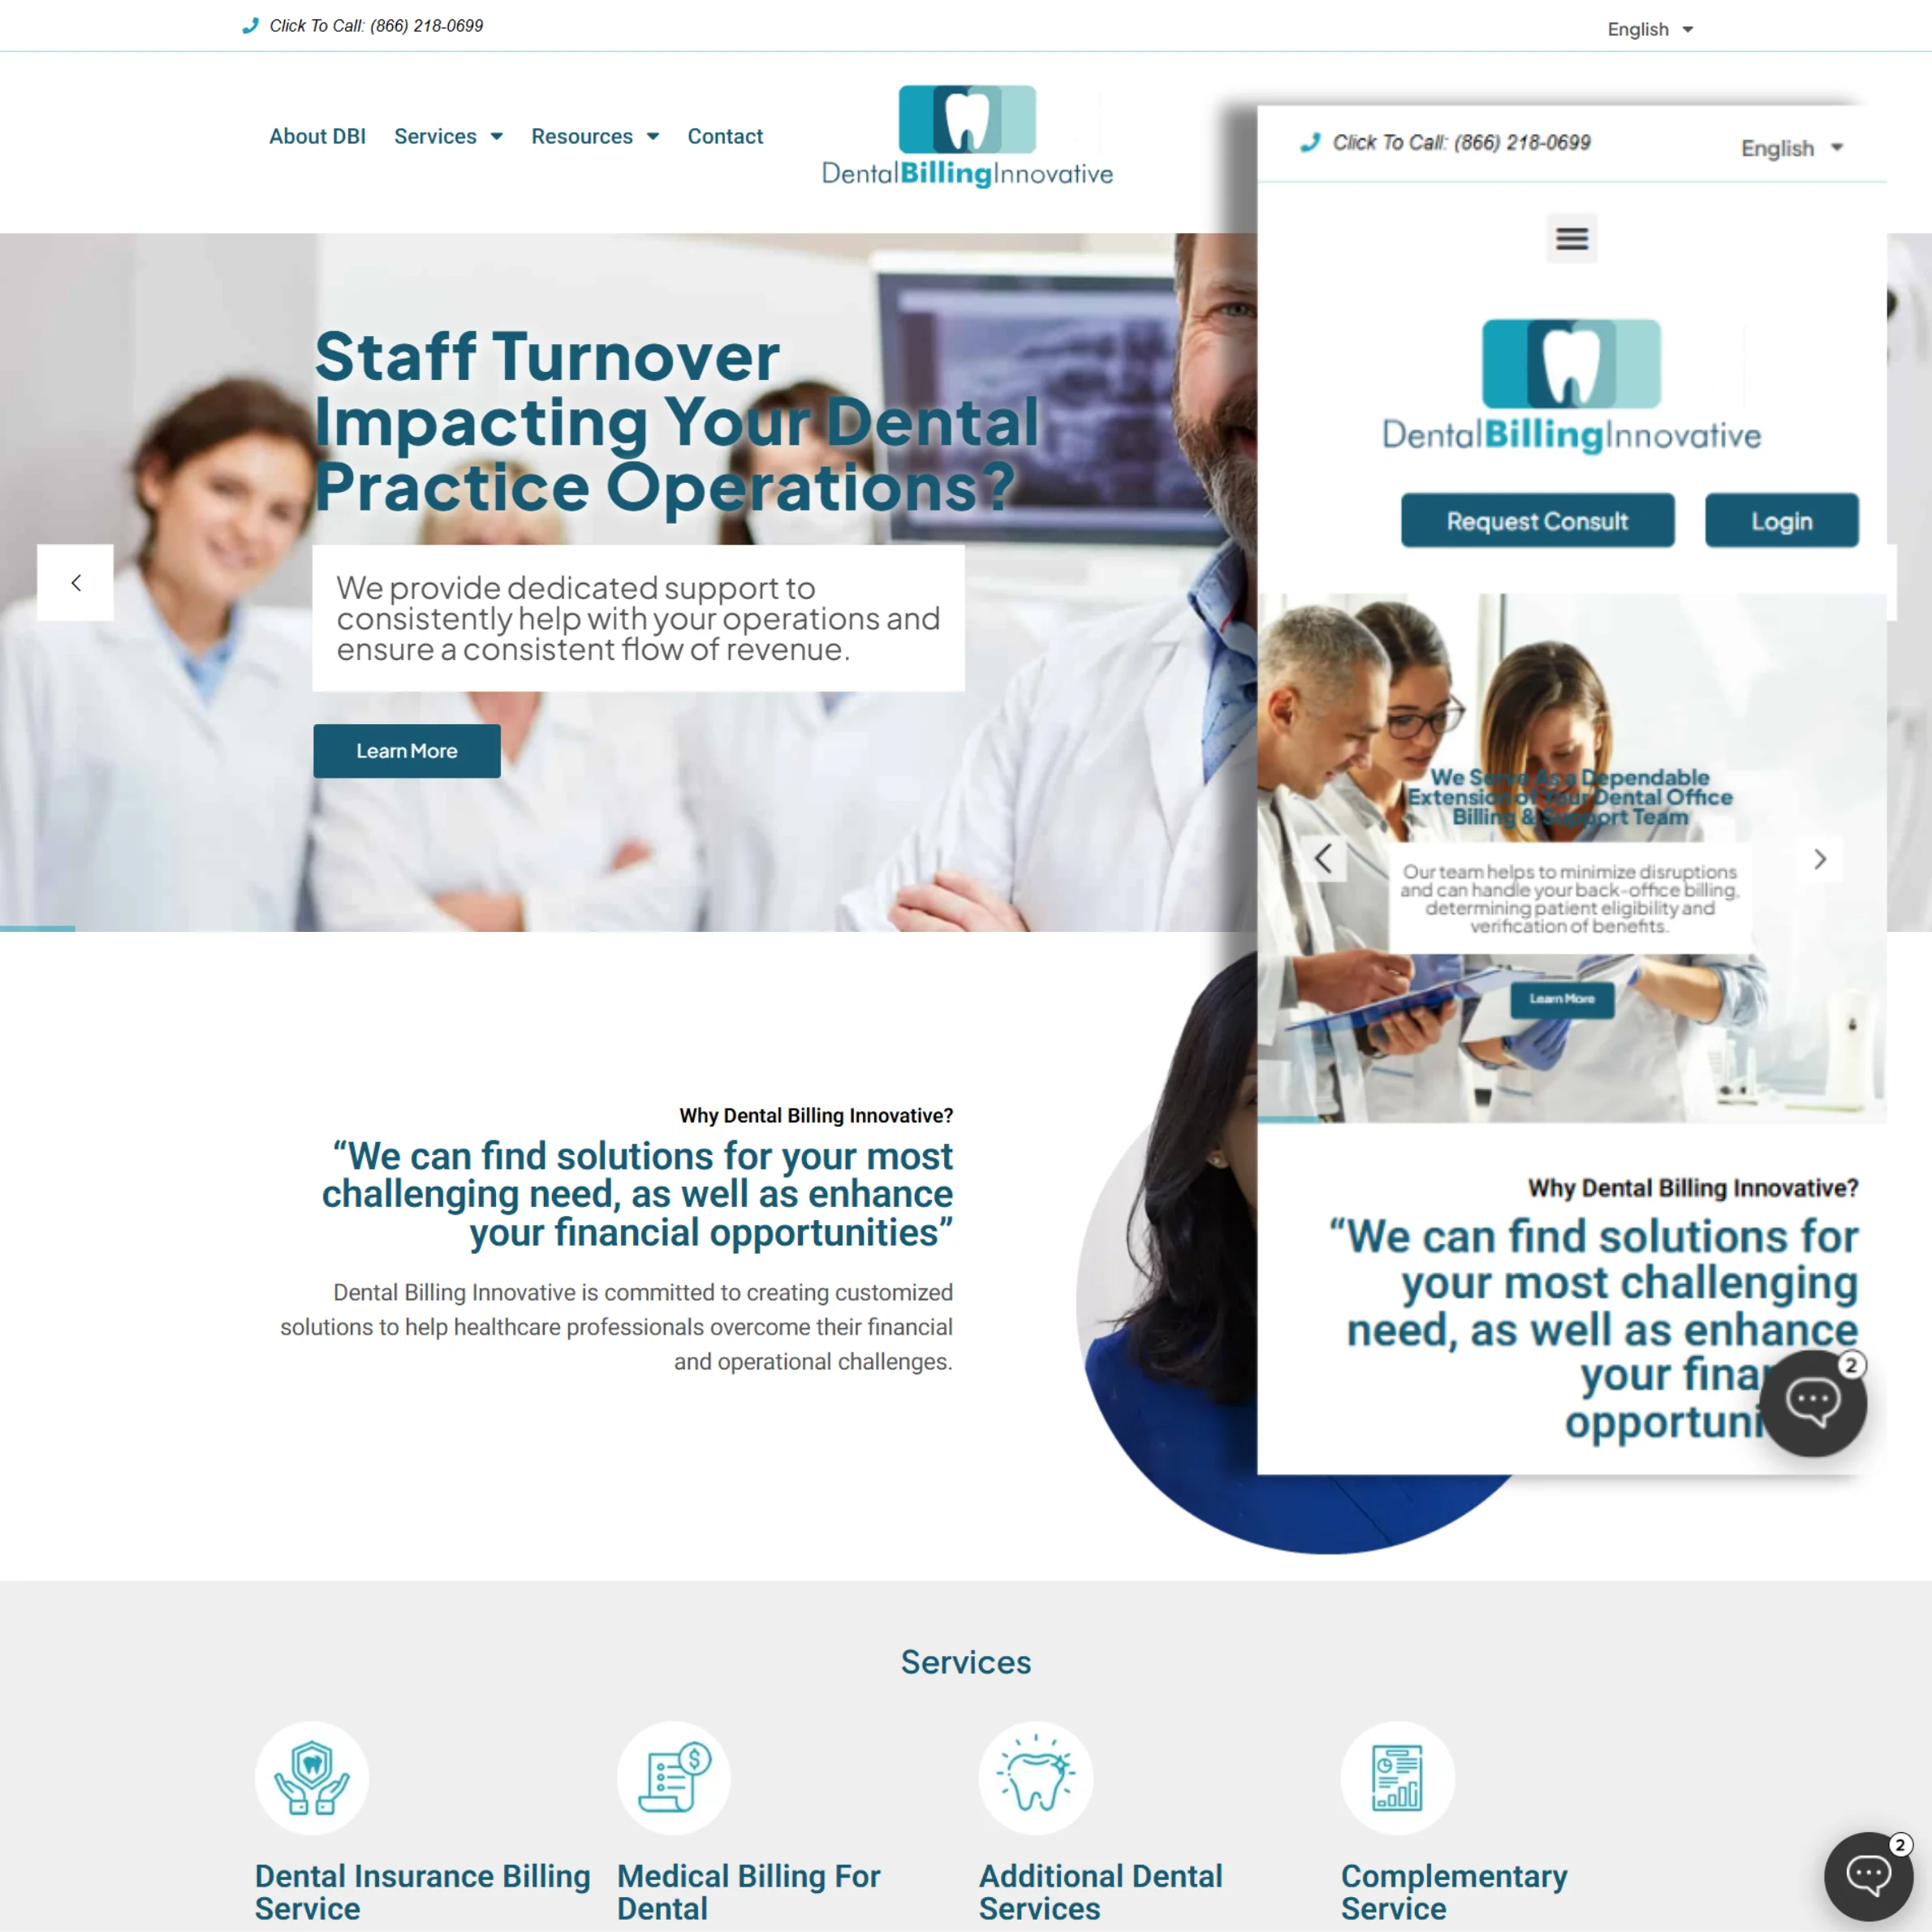 Click To Call: (866) 218-0699
English
About DBI Services Resources Contact
DentalBillingInnovative
Staff Turnover
Impacting Your Dental
Practice Operations?
We provide dedicated support to
consistently help with your operations and
ensure a consistent flow of revenue.
Learn More
Why Dental Billing Innovative?
“We can find solutions for your most
challenging need, as well as enhance
your financial opportunities”
Dental Billing Innovative is committed to creating customized
solutions to help healthcare professionals overcome their financial
and operational challenges.
Click To Call: (866) 218-0699
English
DentalBillingInnovative
Request Consult
Login
We Serve As a Dependable
Extension of Your Dental Office
Billing & Support Team
Our team helps to minimize disruptions
and can handle your back-office billing,
determining patient eligibility and
verification of benefits.
Learn More
Why Dental Billing Innovative?
“We can find solutions for
your most challenging
need, as well as enhance
your
2
Services
$
Dental Insurance Billing
Service
Medical Billing For
Dental
Additional Dental
Services
Complementary
Service
2